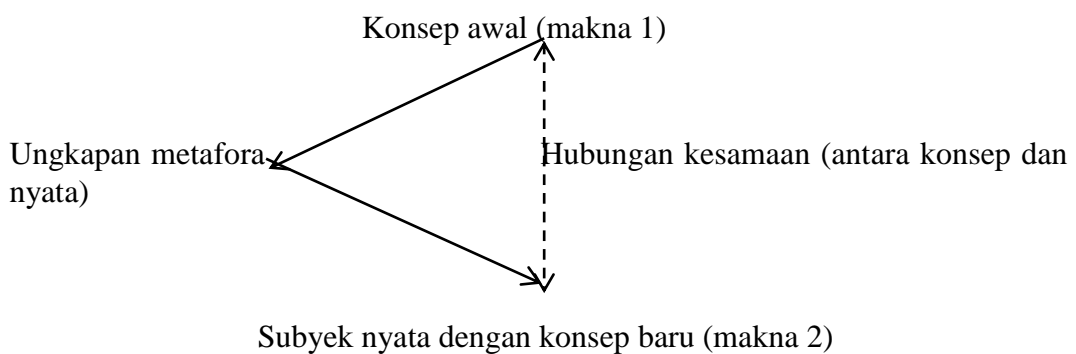 Konsep awal (makna 1)
Ungkapan metafora Hubungan kesamaan (antara konsep dan
nyata)
Subyek nyata dengan konsep baru (makna 2)